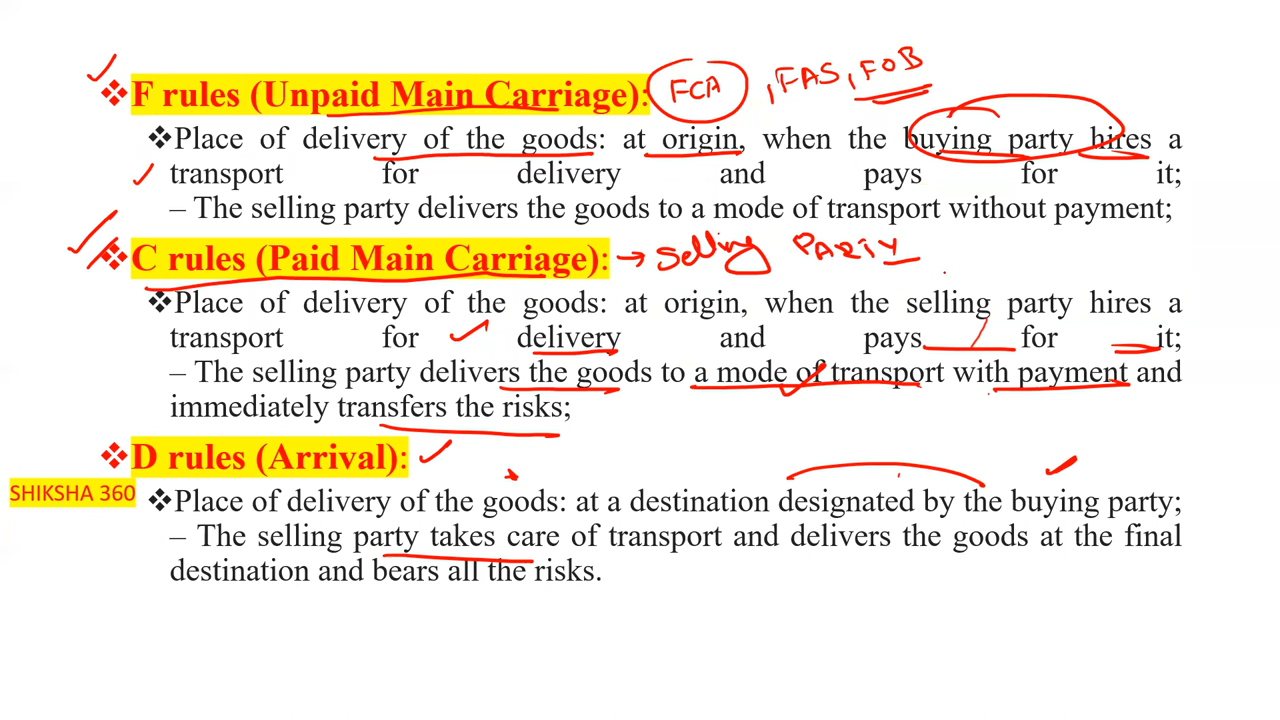 ❖F rules (Unpaid Main Carriage): FCA , FAS, FOB
❖Place of delivery of the goods: at origin, when the buying party hires a
transport for delivery and pays for it;
– The selling party delivers the goods to a mode of transport without payment;
❖C rules (Paid Main Carriage): → Selling PARTY
❖Place of delivery of the goods: at origin, when the selling party hires a
transport for delivery and pays for it;
– The selling party delivers the goods to a mode of transport with payment and
immediately transfers the risks;
❖D rules (Arrival):
SHIKSHA 360
❖Place of delivery of the goods: at a destination designated by the buying party;
– The selling party takes care of transport and delivers the goods at the final
destination and bears all the risks.